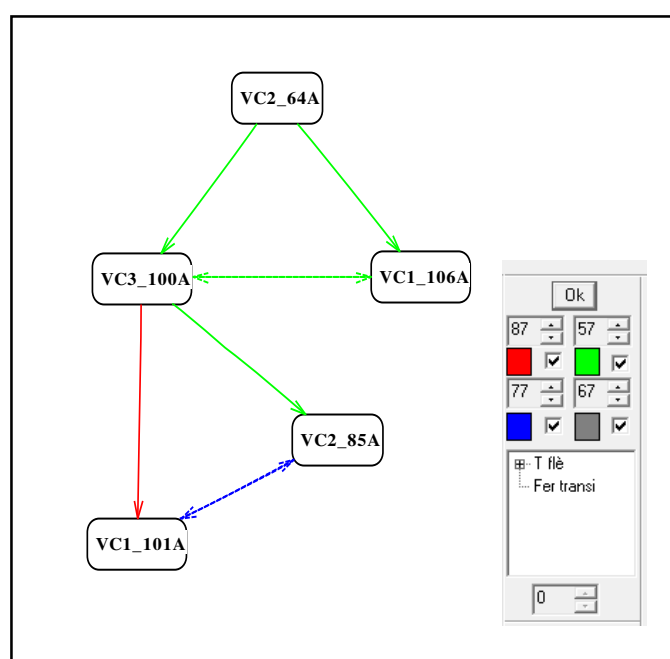 VC2_64A
VC3_100A
VC1_106A
VC2_85A
VC1_101A
Ok
87 57
77 67
T flè
Fer transi
0